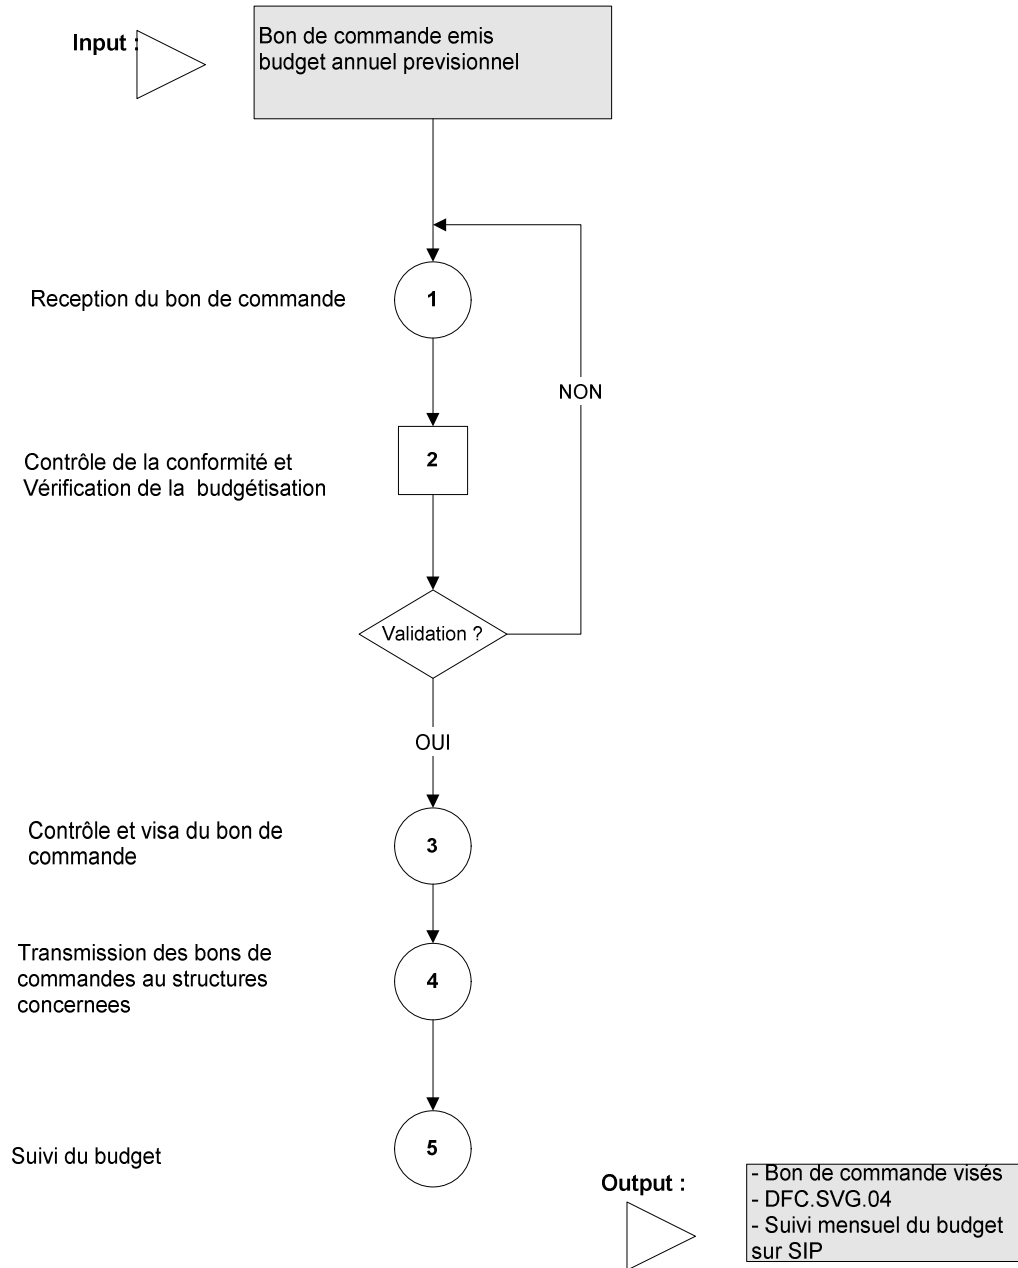 Input :
Bon de commande emis
budget annuel previsionnel
Reception du bon de commande
1
NON
2
Contrôle de la conformité et
Vérification de la  budgétisation
Validation ?
OUI
Contrôle et visa du bon de
commande
3
Transmission des bons de
commandes au structures
concernees
4
Suivi du budget
5
Output :
- Bon de commande visés
- DFC.SVG.04
- Suivi mensuel du budget
sur SIP